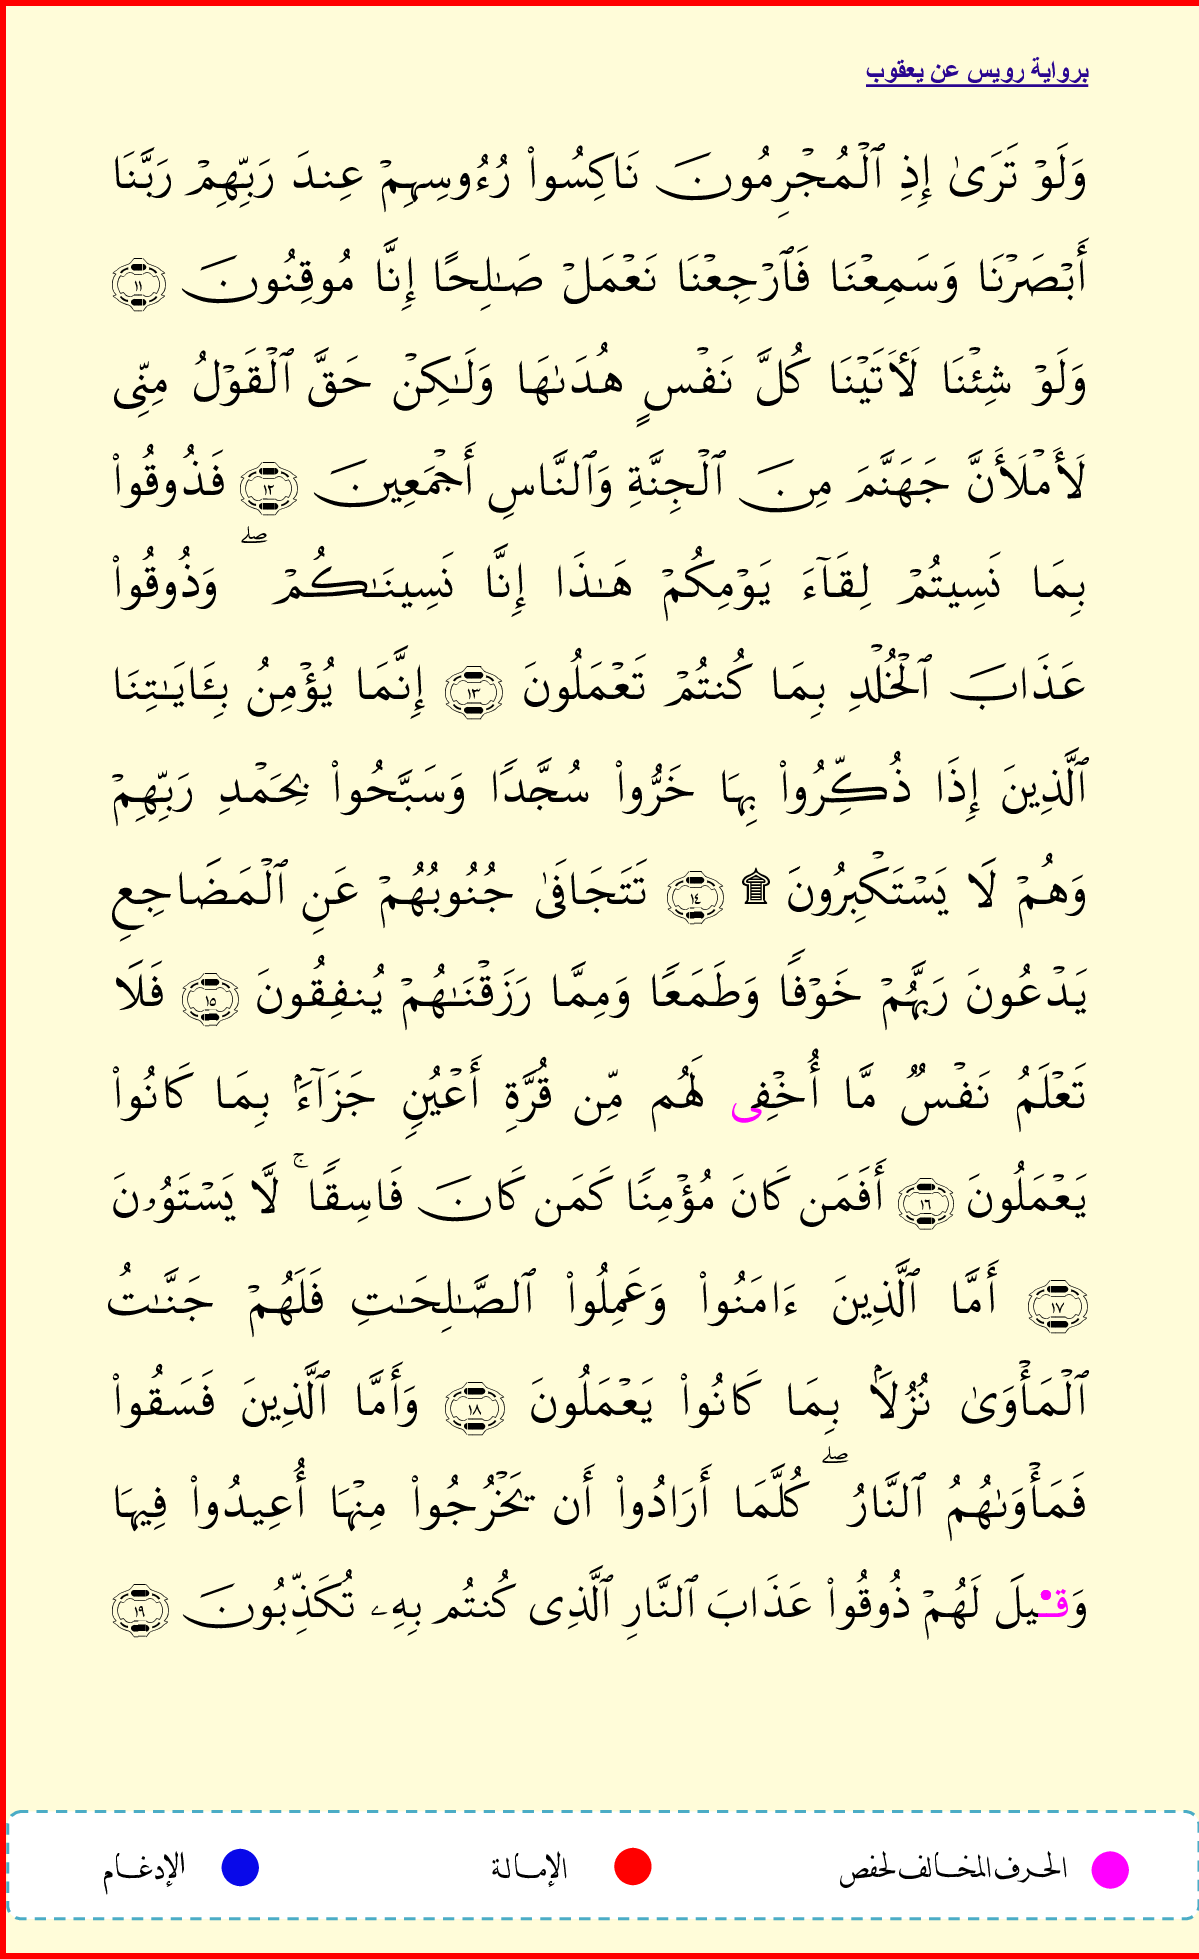 برواية رويس عن يعقوب
وَلَوۡ تَرَىٰٓ إِذِ ٱلۡمُجۡرِمُونَ نَاكِسُواْ رُءُوسِهِمۡ عِندَ رَبِّهِمۡ رَبَّنَا
أَبۡصَرۡنَا وَسَمِعۡنَا فَٱرۡجِعۡنَا نَعۡمَلۡ صَٰلِحًا إِنَّا مُوقِنُونَ ١١
وَلَوۡ شِئۡنَا لَأٓتَيۡنَا كُلَّ نَفۡسٍ هُدَىٰهَا وَلَٰكِنۡ حَقَّ ٱلۡقَوۡلُ مِنِّي
لَأَمۡلَأَنَّ جَهَنَّمَ مِنَ ٱلۡجِنَّةِ وَٱلنَّاسِ أَجۡمَعِينَ ١٢ فَذُوقُواْ
بِمَا نَسِيتُمۡ لِقَآءَ يَوۡمِكُمۡ هَٰذَا إِنَّا نَسِينَٰكُمۡۖ وَذُوقُواْ
عَذَابَ ٱلۡخُلۡدِ بِمَا كُنتُمۡ تَعۡمَلُونَ ١٣ إِنَّمَا يُؤۡمِنُ بِـَٔايَٰتِنَا
ٱلَّذِينَ إِذَا ذُكِّرُواْ بِهَا خَرُّواْ سُجَّدٗا وَسَبَّحُواْ بِحَمۡدِ رَبِّهِمۡ
وَهُمۡ لَا يَسۡتَكۡبِرُونَ ۩ ١٤ تَتَجَافَىٰ جُنُوبُهُمۡ عَنِ ٱلۡمَضَاجِعِ
يَدۡعُونَ رَبَّهُمۡ خَوۡفٗا وَطَمَعٗا وَمِمَّا رَزَقۡنَٰهُمۡ يُنفِقُونَ ١٥ فَلَا
تَعۡلَمُ نَفۡسٞ مَّا أُخۡفِي لَهُم مِّن قُرَّةِ أَعۡيُنٖ جَزَآءَۢ بِمَا كَانُواْ
يَعۡمَلُونَ ١٦ أَفَمَن كَانَ مُؤۡمِنٗا كَمَن كَانَ فَاسِقٗاۚ لَّا يَسۡتَوُۥنَ
١٧ أَمَّا ٱلَّذِينَ ءَامَنُواْ وَعَمِلُواْ ٱلصَّٰلِحَٰتِ فَلَهُمۡ جَنَّٰتُ
ٱلۡمَأۡوَىٰ نُزُلَۢا بِمَا كَانُواْ يَعۡمَلُونَ ١٨ وَأَمَّا ٱلَّذِينَ فَسَقُواْ
فَمَأۡوَىٰهُمُ ٱلنَّارُۖ كُلَّمَا أَرَادُواْ أَن يَخۡرُجُواْ مِنۡهَا أُعِيدُواْ فِيهَا
وَقِيلَ لَهُمۡ ذُوقُواْ عَذَابَ ٱلنَّارِ ٱلَّذِي كُنتُم بِهِۦ تُكَذِّبُونَ ١٩
الحرف المخالف لحفص الإمالة الإدغام